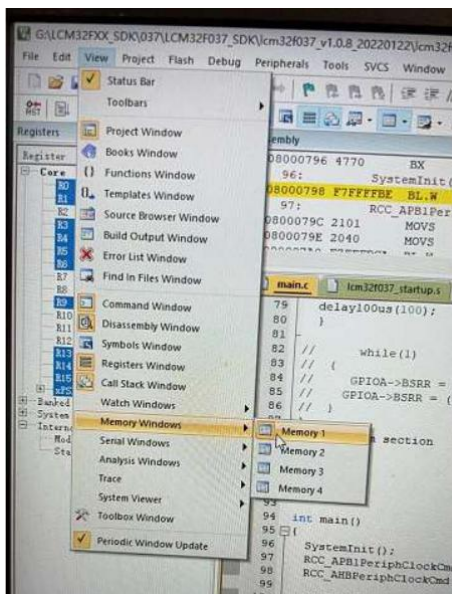 G:\LCM32FXX_SDK\037\LCM32F037_SDK\lcm32f037_v1.0.8_20220122\lcm32f
File Edit View Project Flash Debug Peripherals Tools SVCS Window
Status Bar
Toolbars
Project Window
Books Window
Functions Window
Templates Window
Source Browser Window
Build Output Window
Error List Window
Find In Files Window
Command Window
Disassembly Window
Symbols Window
Registers Window
Call Stack Window
Watch Windows
Memory Windows
Serial Windows
Analysis Windows
Trace
System Viewer
Toolbox Window
Periodic Window Update
Memory 1
Memory 2
Memory 3
Memory 4
RST
Registers
Register
Core
R0
R1
R2
R3
R4
R5
R6
R7
R8
R9
R10
R11
R12
R13
R14
R15
xPS
Banked
System
Intern
Mod
Sta
embly
08000796 4770 BX
96: SystemInit(
08000798 F7FFFFBE BL.W
97: RCC_APB1Per
0800079C 2101 MOVS
0800079E 2040 MOVS
main.c lcm32f037_startup.s
79 delay100us(100);
80 }
81
82 // while(1)
83 // {
84 // GPIOA->BSRR =
85 // GPIOA->BSRR = (
86 // }
n section
93
94 int main()
95 {
96 SystemInit();
97 RCC_APB1PeriphClockCmd
98 RCC_AHBPeriphClockCmd
99